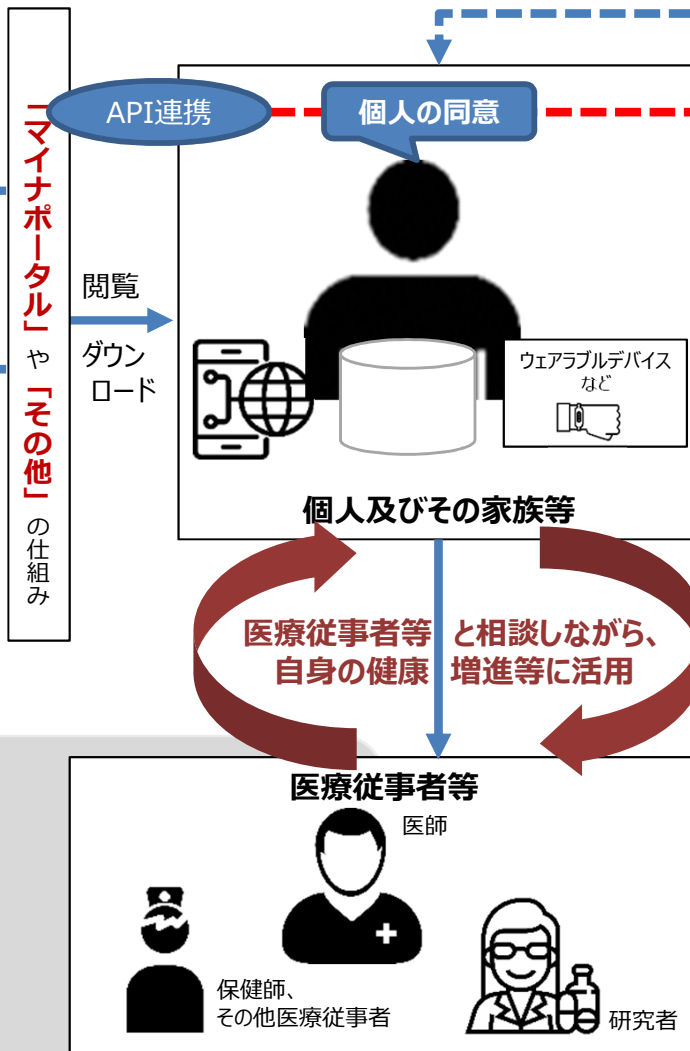 API連携
個人の同意
「マイナポータル」や「その他」の仕組み
閲覧
ダウン
ロード
ウェアラブルデバイス
など
個人及びその家族等
医療従事者等と相談しながら、
自身の健康増進等に活用
医療従事者等
医師
保健師、
その他医療従事者
研究者